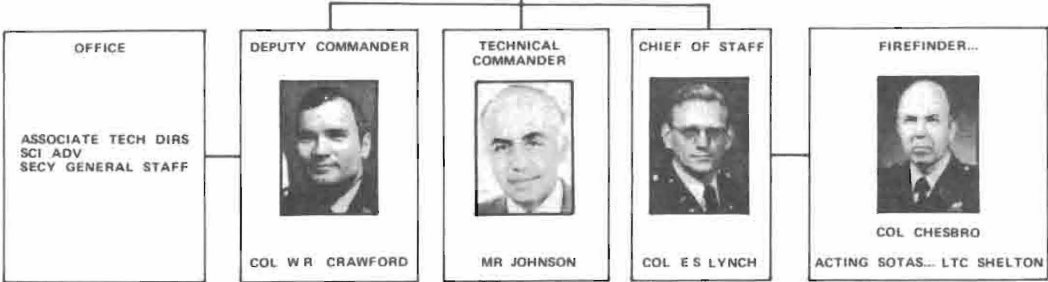 OFFICE
ASSOCIATE TECH DIRS
SCI ADV
SECY GENERAL STAFF
DEPUTY COMMANDER
COL W R CRAWFORD
TECHNICAL
COMMANDER
MR JOHNSON
CHIEF OF STAFF
COL E S LYNCH
FIREFINDER...
COL CHESBRO
ACTING SOTAS... LTC SHELTON